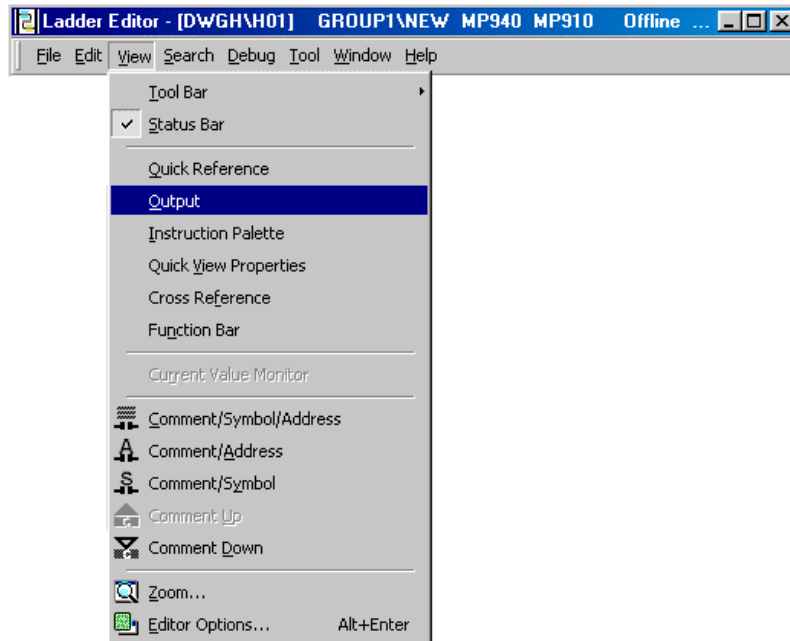 Ladder Editor - [DWGH\H01] GROUP1\NEW MP940 MP910 Offline ...
File Edit View Search Debug Tool Window Help
Tool Bar
Status Bar
Quick Reference
Output
Instruction Palette
Quick View Properties
Cross Reference
Function Bar
Current Value Monitor
Comment/Symbol/Address
Comment/Address
Comment/Symbol
Comment Up
Comment Down
Zoom...
Editor Options... Alt+Enter